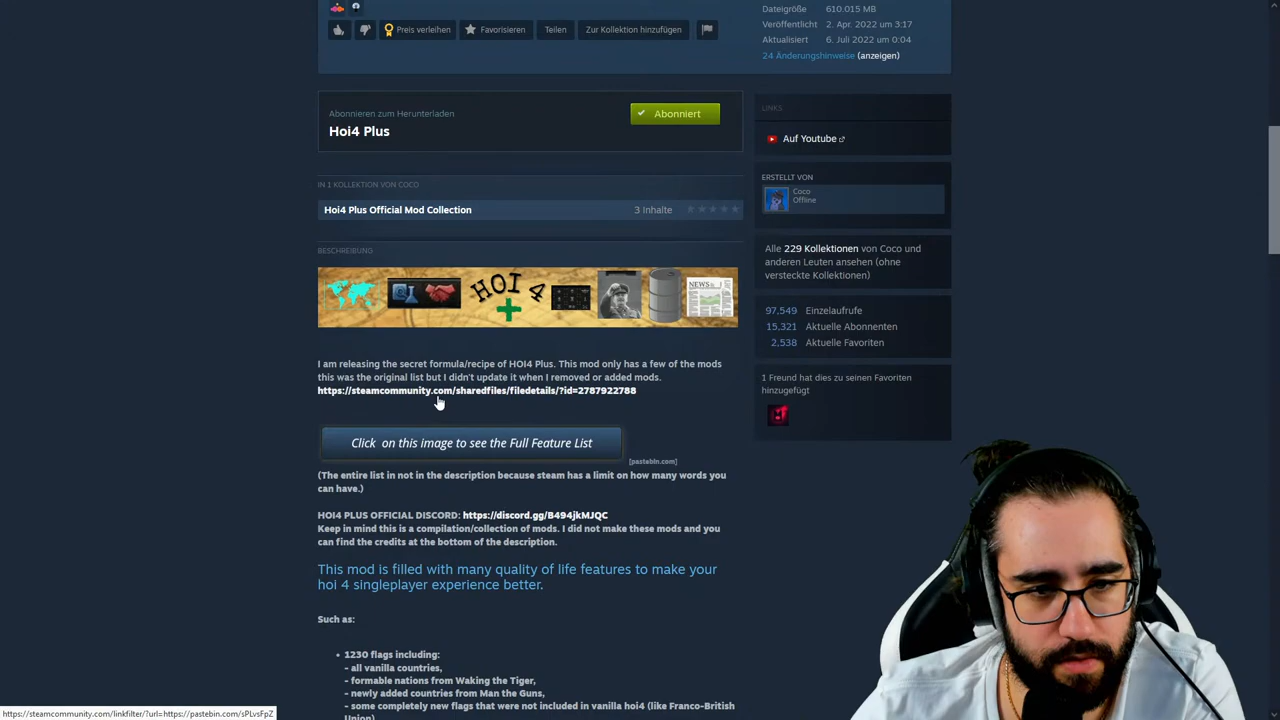 Dateigröße 610.015 MB
Veröffentlicht 2. Apr. 2022 um 3:17
Aktualisiert 6. Juli 2022 um 0:04
24 Änderungshinweise (anzeigen)
Preis verleihen Favorisieren Teilen Zur Kollektion hinzufügen
Abonnieren zum Herunterladen
Hoi4 Plus
Abonniert
IN 1 KOLLEKTION VON COCO
Hoi4 Plus Official Mod Collection 3 Inhalte
BESCHREIBUNG
HOI 4
NEWS
I am releasing the secret formula/recipe of HOI4 Plus. This mod only has a few of the mods
this was the original list but I didn't update it when I removed or added mods.
https://steamcommunity.com/sharedfiles/filedetails/?id=2787922788
Click on this image to see the Full Feature List
[pastebin.com]
(The entire list in not in the description because steam has a limit on how many words you
can have.)
HOI4 PLUS OFFICIAL DISCORD: https://discord.gg/B494jkMJQC
Keep in mind this is a compilation/collection of mods. I did not make these mods and you
can find the credits at the bottom of the description.
This mod is filled with many quality of life features to make your
hoi 4 singleplayer experience better.
Such as:
• 1230 flags including:
- all vanilla countries,
- formable nations from Waking the Tiger,
- newly added countries from Man the Guns,
- some completely new flags that were not included in vanilla hoi4 (like Franco-British
Union)
LINKS
Auf Youtube
ERSTELLT VON
Coco
Offline
Alle 229 Kollektionen von Coco und
anderen Leuten ansehen (ohne
versteckte Kollektionen)
97,549 Einzelaufrufe
15,321 Aktuelle Abonnenten
2,538 Aktuelle Favoriten
1 Freund hat dies zu seinen Favoriten
hinzugefügt
https://steamcommunity.com/linkfilter/?url=https://pastebin.com/sPLvsFpZ